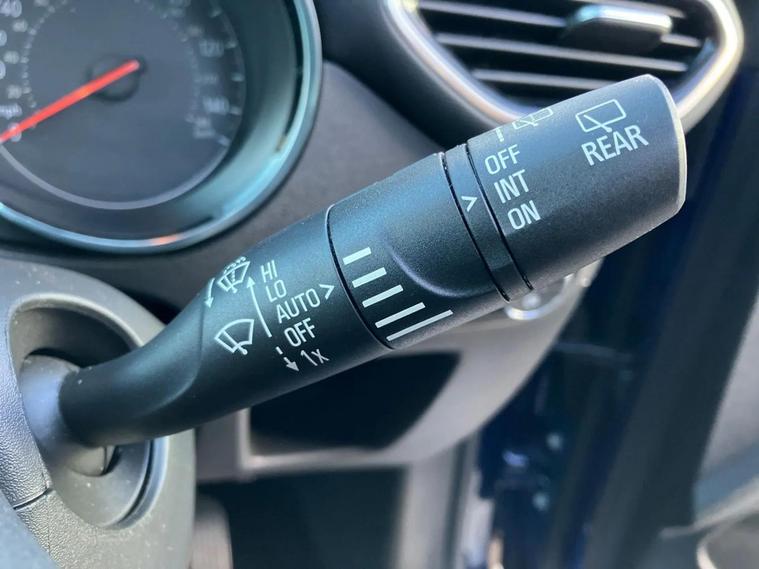 REAR
OFF
INT
ON
HI
LO
AUTO >
OFF
1x